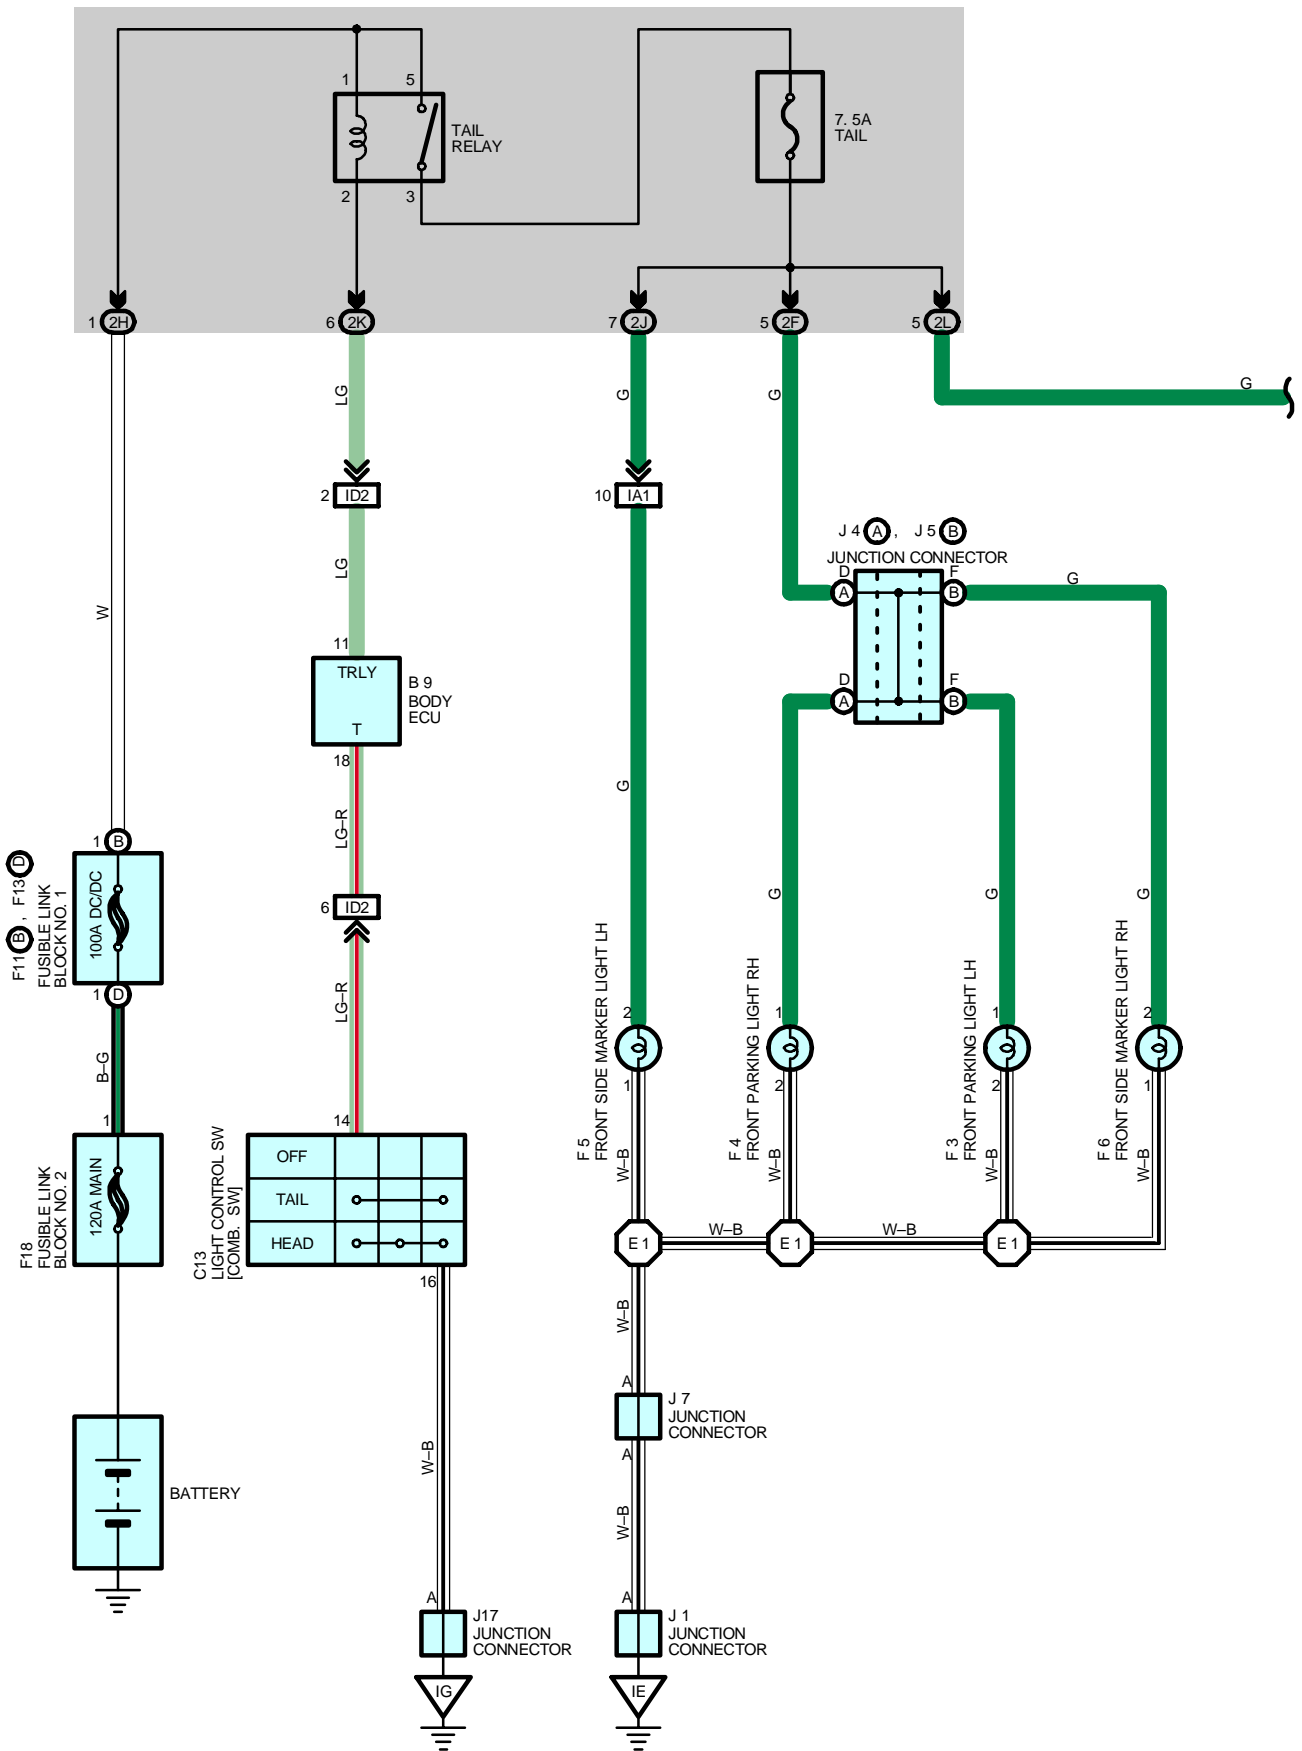 1
5
TAIL
RELAY
2
3
7. 5A
TAIL
1
2H
6
2K
7
2J
5
2F
5
2L
LG
G
G
G
2
ID2
10
IA1
J 4
A
,
J 5
B
JUNCTION CONNECTOR
D
F
A
B
G
W
LG
11
TRLY
B 9
BODY
ECU
T
18
D
F
A
B
G
LG–R
1
B
F11
B
,
F13
D
FUSIBLE LINK
BLOCK NO. 1
100A DC/DC
1
D
6
ID2
G
G
G
LG–R
B–G
1
F18
FUSIBLE LINK
BLOCK NO. 2
120A MAIN
14
C13
LIGHT CONTROL SW
[COMB. SW]
OFF
TAIL
HEAD
16
F 5
FRONT SIDE MARKER LIGHT LH
2
1
F 4
FRONT PARKING LIGHT RH
1
2
F 3
FRONT PARKING LIGHT LH
1
2
F 6
FRONT SIDE MARKER LIGHT RH
2
1
W–B
W–B
W–B
W–B
E 1
W–B
E 1
W–B
E 1
W–B
A
J 7
JUNCTION
CONNECTOR
A
W–B
W–B
BATTERY
A
J17
JUNCTION
CONNECTOR
A
J 1
JUNCTION
CONNECTOR
IG
IE